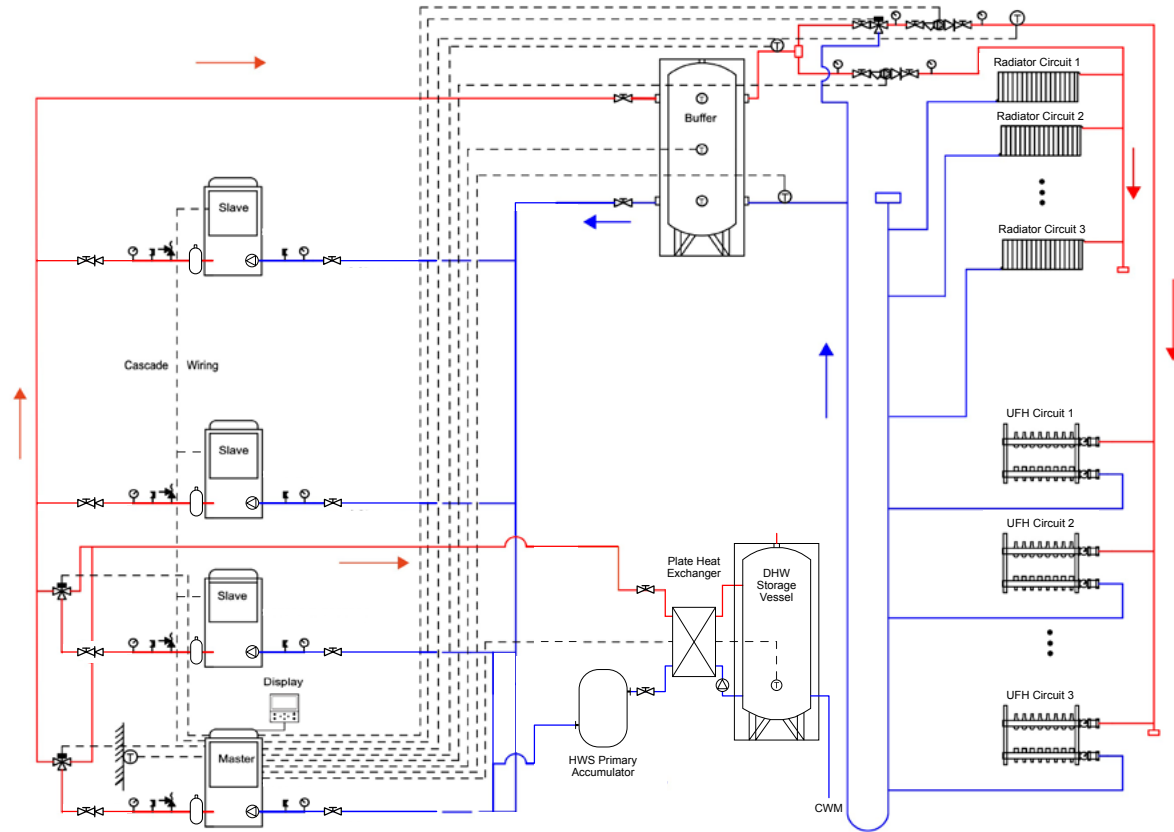 T
T
Radiator Circuit 1
Buffer
T
Radiator Circuit 2
T
Slave
T
T
Radiator Circuit 3
Cascade Wiring
UFH Circuit 1
Slave
UFH Circuit 2
Plate Heat
Exchanger
DHW
Storage
Vessel
Slave
Display
T
UFH Circuit 3
T
Master
HWS Primary
Accumulator
CWM